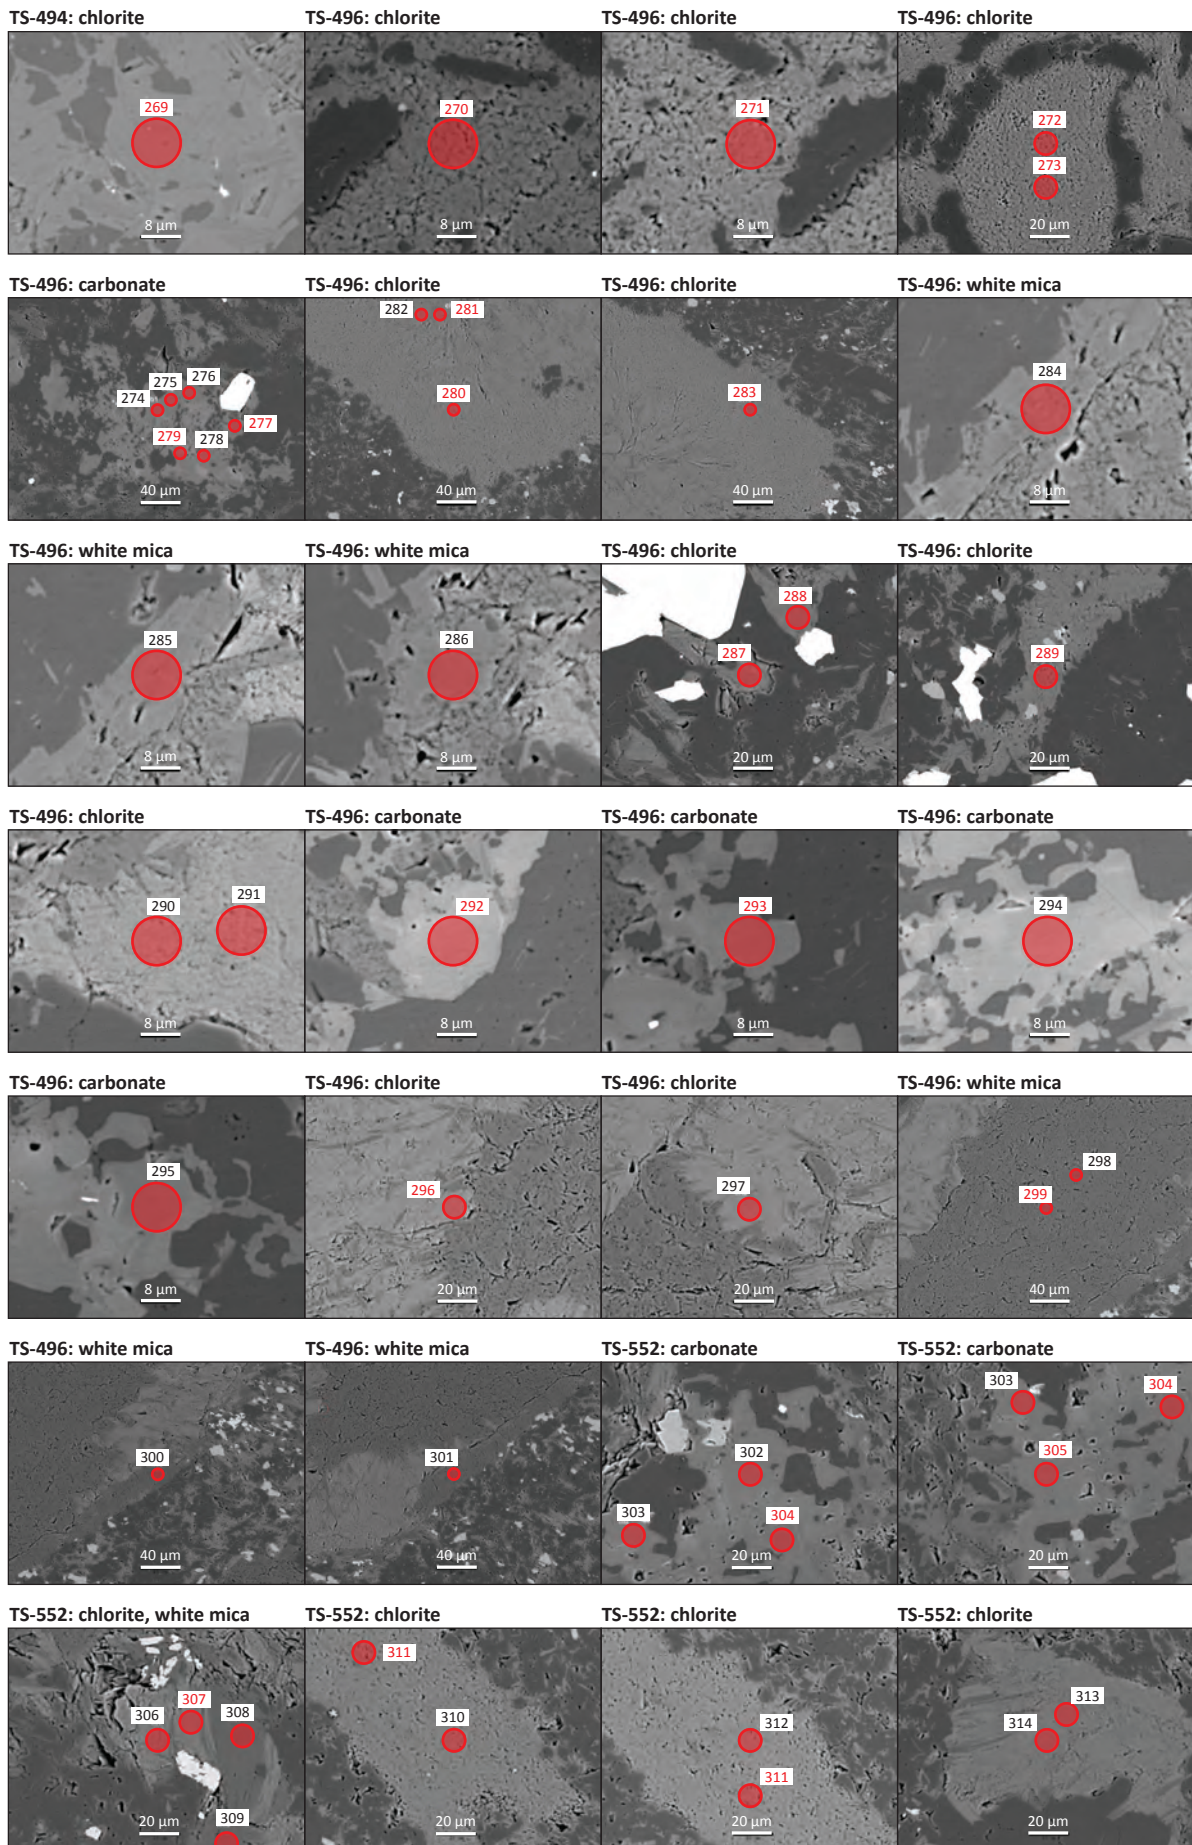 TS-494: chlorite
269
8 µm
TS-496: chlorite
270
8 µm
TS-496: chlorite
271
8 µm
TS-496: chlorite
272
273
20 µm
TS-496: carbonate
276
275
274
277
279
278
40 µm
TS-496: chlorite
282
281
280
40 µm
TS-496: chlorite
283
40 µm
TS-496: white mica
284
8 µm
TS-496: white mica
285
8 µm
TS-496: white mica
286
8 µm
TS-496: chlorite
288
287
20 µm
TS-496: chlorite
289
20 µm
TS-496: chlorite
291
290
8 µm
TS-496: carbonate
292
8 µm
TS-496: carbonate
293
8 µm
TS-496: carbonate
294
8 µm
TS-496: carbonate
295
8 µm
TS-496: chlorite
296
20 µm
TS-496: chlorite
297
20 µm
TS-496: white mica
298
299
40 µm
TS-496: white mica
300
40 µm
TS-496: white mica
301
40 µm
TS-552: carbonate
302
303
304
20 µm
TS-552: carbonate
303
304
305
20 µm
TS-552: chlorite, white mica
307
306
308
309
20 µm
TS-552: chlorite
311
310
20 µm
TS-552: chlorite
312
311
20 µm
TS-552: chlorite
313
314
20 µm